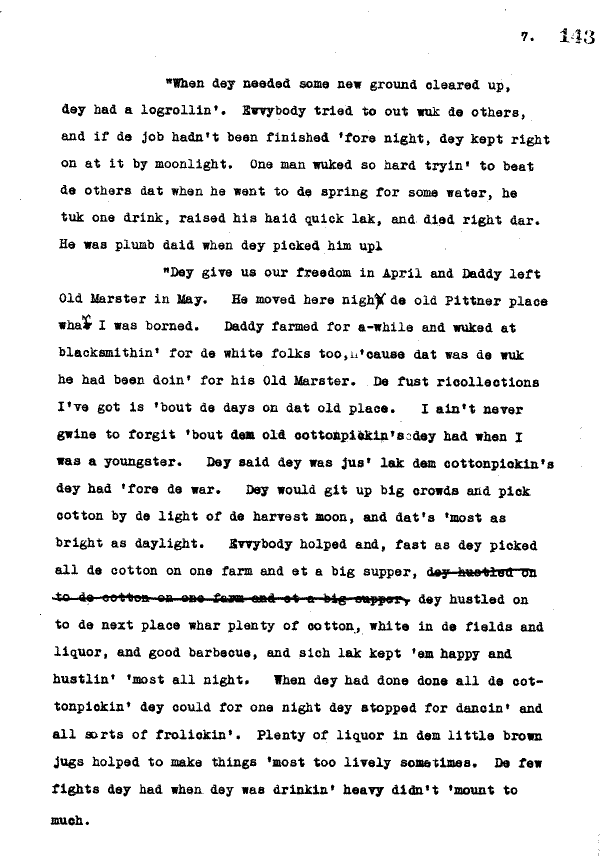 7. 143
"When dey needed some new ground cleared up,
dey had a logrollin'. Evvybody tried to out wuk de others,
and if de job hadn't been finished 'fore night, dey kept right
on at it by moonlight. One man wuked so hard tryin' to beat
de others dat when he went to de spring for some water, he
tuk one drink, raised his haid quick lak, and died right dar.
He was plumb daid when dey picked him upl
"Dey give us our freedom in April and Daddy left
Old Marster in May. He moved here nigh de old Pittner place
whar I was borned. Daddy farmed for a-while and wuked at
blacksmithin' for de white folks too, 'cause dat was de wuk
he had been doin' for his Old Marster. De fust ricollections
I've got is 'bout de days on dat old place. I ain't never
gwine to forgit 'bout dem old cottonpickin's dey had when I
was a youngster. Dey said dey was jus' lak dem cottonpickin's
dey had 'fore de war. Dey would git up big crowds and pick
cotton by de light of de harvest moon, and dat's 'most as
bright as daylight. Evvybody holped and, fast as dey picked
all de cotton on one farm and et a big supper, dey hustled on
to de cotton on one farm and et a big supper, dey hustled on
to de next place whar plenty of cotton, white in de fields and
liquor, and good barbecue, and sich lak kept 'em happy and
hustlin' 'most all night. When dey had done done all de cot-
tonpickin' dey could for one night dey stopped for dancin' and
all sorts of frolickin'. Plenty of liquor in dem little brown
jugs holped to make things 'most too lively sometimes. De few
fights dey had when dey was drinkin' heavy didn't 'mount to
much.